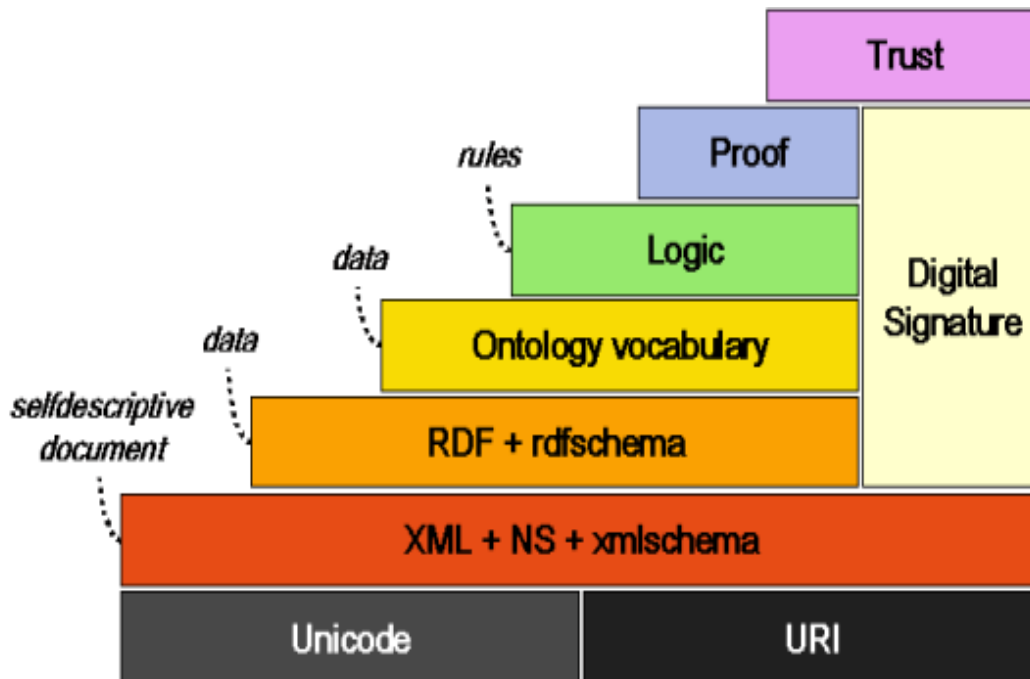 Trust
Proof
rules
Logic
Digital
Signature
data
Ontology vocabulary
data
RDF + rdfschema
selfdescriptive
document
XML + NS + xmlschema
Unicode
URI